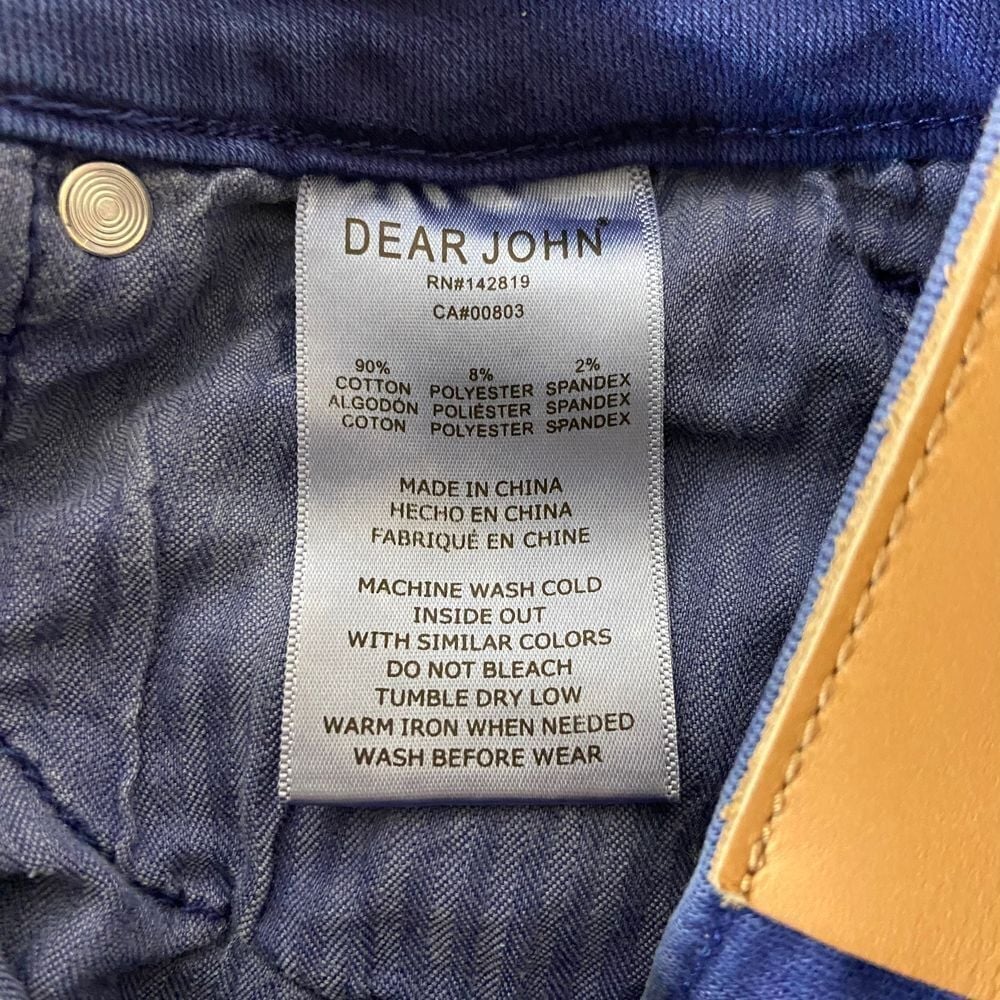 DEAR JOHN®
RN#142819
CA#00803
90% 8% 2%
COTTON POLYESTER SPANDEX
ALGODÓN POLIÉSTER SPANDEX
COTON POLYESTER SPANDEX
MADE IN CHINA
HECHO EN CHINA
FABRIQUÉ EN CHINE
MACHINE WASH COLD
INSIDE OUT
WITH SIMILAR COLORS
DO NOT BLEACH
TUMBLE DRY LOW
WARM IRON WHEN NEEDED
WASH BEFORE WEAR